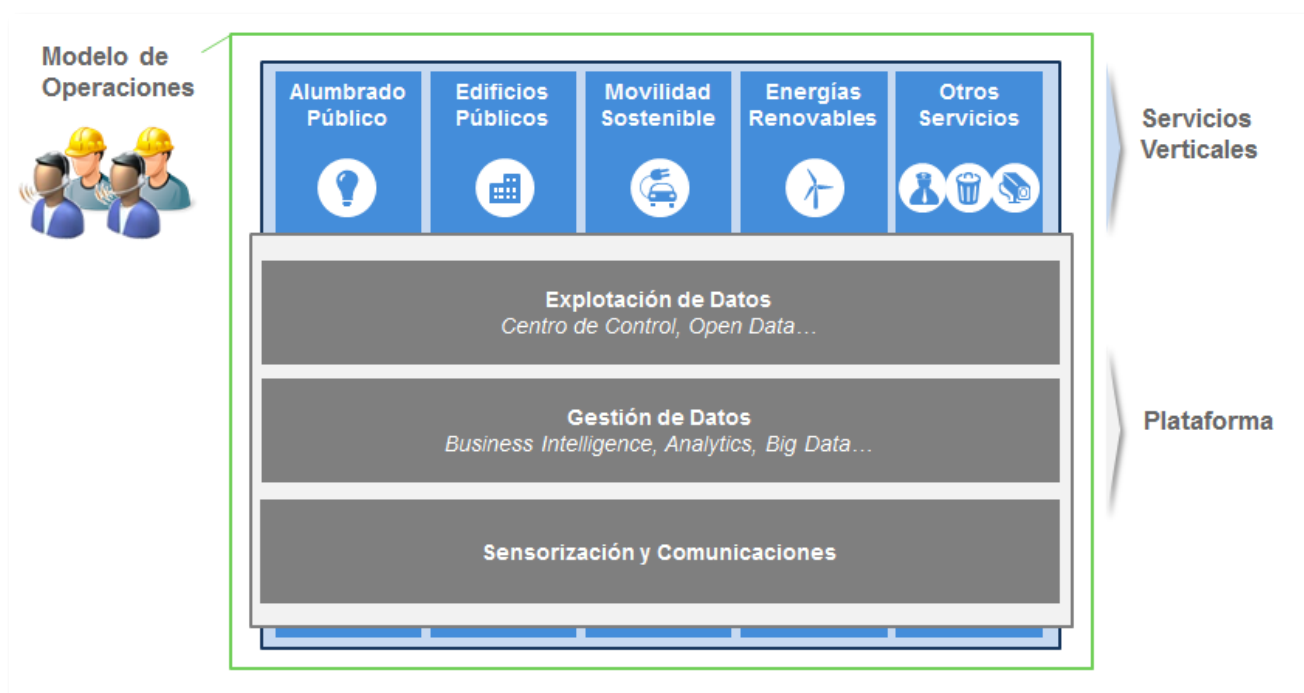 Modelo de
Operaciones
Alumbrado
Público
Edificios
Públicos
Movilidad
Sostenible
Energías
Renovables
Otros
Servicios
Servicios
Verticales
Explotación de Datos
Centro de Control, Open Data…
Gestión de Datos
Business Intelligence, Analytics, Big Data…
Plataforma
Sensorización y Comunicaciones